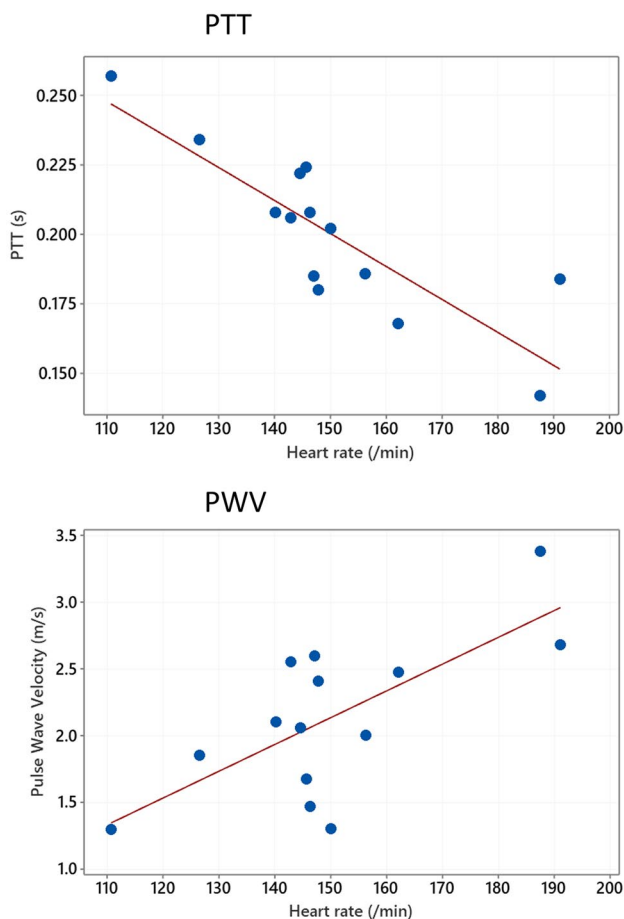 PTT
0.250
0.225
0.200
0.175
0.150
PTT (s)
110 120 130 140 150 160 170 180 190 200
Heart rate (/min)
PWV
3.5
3.0
2.5
2.0
1.5
1.0
Pulse Wave Velocity (m/s)
110 120 130 140 150 160 170 180 190 200
Heart rate (/min)